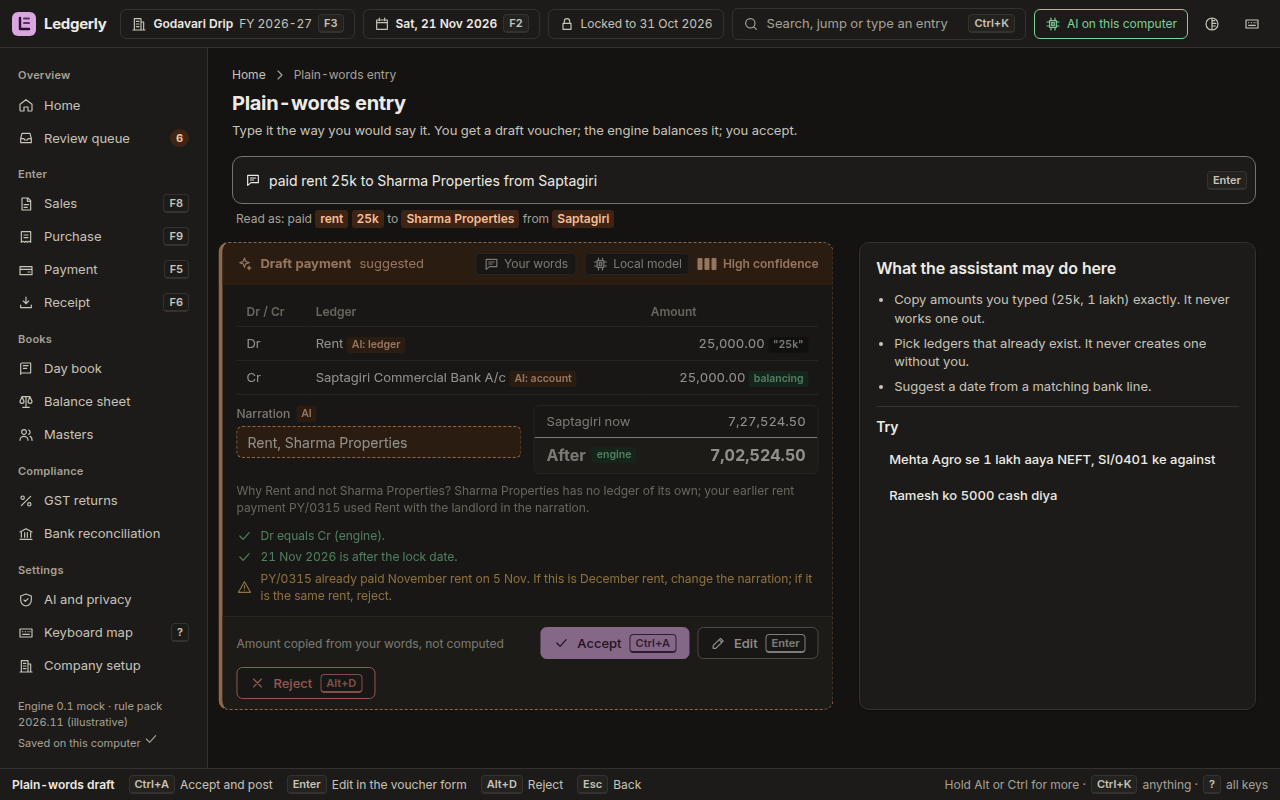 Ledgerly
Godavari Drip FY 2026-27 F3
Sat, 21 Nov 2026 F2
Locked to 31 Oct 2026
Search, jump or type an entry Ctrl+K
AI on this computer
Overview
Home
Review queue 6
Enter
Sales F8
Purchase F9
Payment F5
Receipt F6
Books
Day book
Balance sheet
Masters
Compliance
GST returns
Bank reconciliation
Settings
AI and privacy
Keyboard map ?
Company setup
Engine 0.1 mock · rule pack
2026.11 (illustrative)
Saved on this computer
Home > Plain-words entry
Plain-words entry
Type it the way you would say it. You get a draft voucher; the engine balances it; you accept.
paid rent 25k to Sharma Properties from Saptagiri Enter
Read as: paid rent 25k to Sharma Properties from Saptagiri
Draft payment suggested Your words Local model High confidence
Dr / Cr Ledger Amount
Dr Rent AI: ledger 25,000.00 "25k"
Cr Saptagiri Commercial Bank A/c AI: account 25,000.00 balancing
Narration AI
Rent, Sharma Properties
Saptagiri now 7,27,524.50
After engine 7,02,524.50
Why Rent and not Sharma Properties? Sharma Properties has no ledger of its own; your earlier rent
payment PY/0315 used Rent with the landlord in the narration.
Dr equals Cr (engine).
21 Nov 2026 is after the lock date.
PY/0315 already paid November rent on 5 Nov. If this is December rent, change the narration; if it
is the same rent, reject.
Amount copied from your words, not computed
Accept Ctrl+A
Edit Enter
Reject Alt+D
What the assistant may do here
• Copy amounts you typed (25k, 1 lakh) exactly. It never
works one out.
• Pick ledgers that already exist. It never creates one
without you.
• Suggest a date from a matching bank line.
Try
Mehta Agro se 1 lakh aaya NEFT, SI/0401 ke against
Ramesh ko 5000 cash diya
Plain-words draft Ctrl+A Accept and post Enter Edit in the voucher form Alt+D Reject Esc Back
Hold Alt or Ctrl for more · Ctrl+K anything · ? all keys